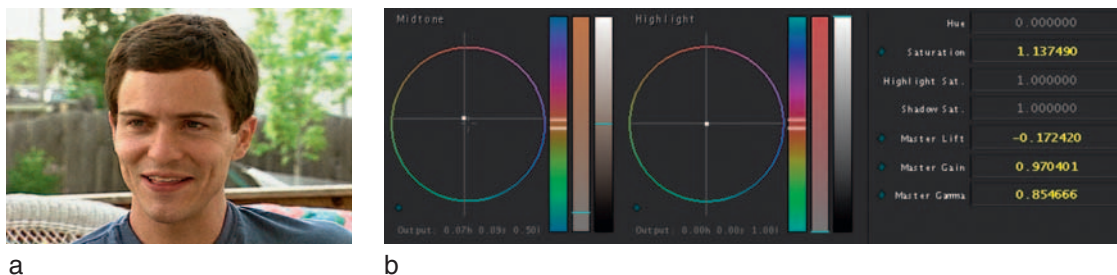 Midtone
Highlight
Hue 0.000000
Saturation 1.137490
Highlight Sat. 1.000000
Shadow Sat. 1.000000
Master Lift -0.172420
Master Gain 0.970401
Master Gamma 0.854666
Output: 0.07h 0.09s 0.50l
Output: 0.00h 0.00s 1.00l
a
b